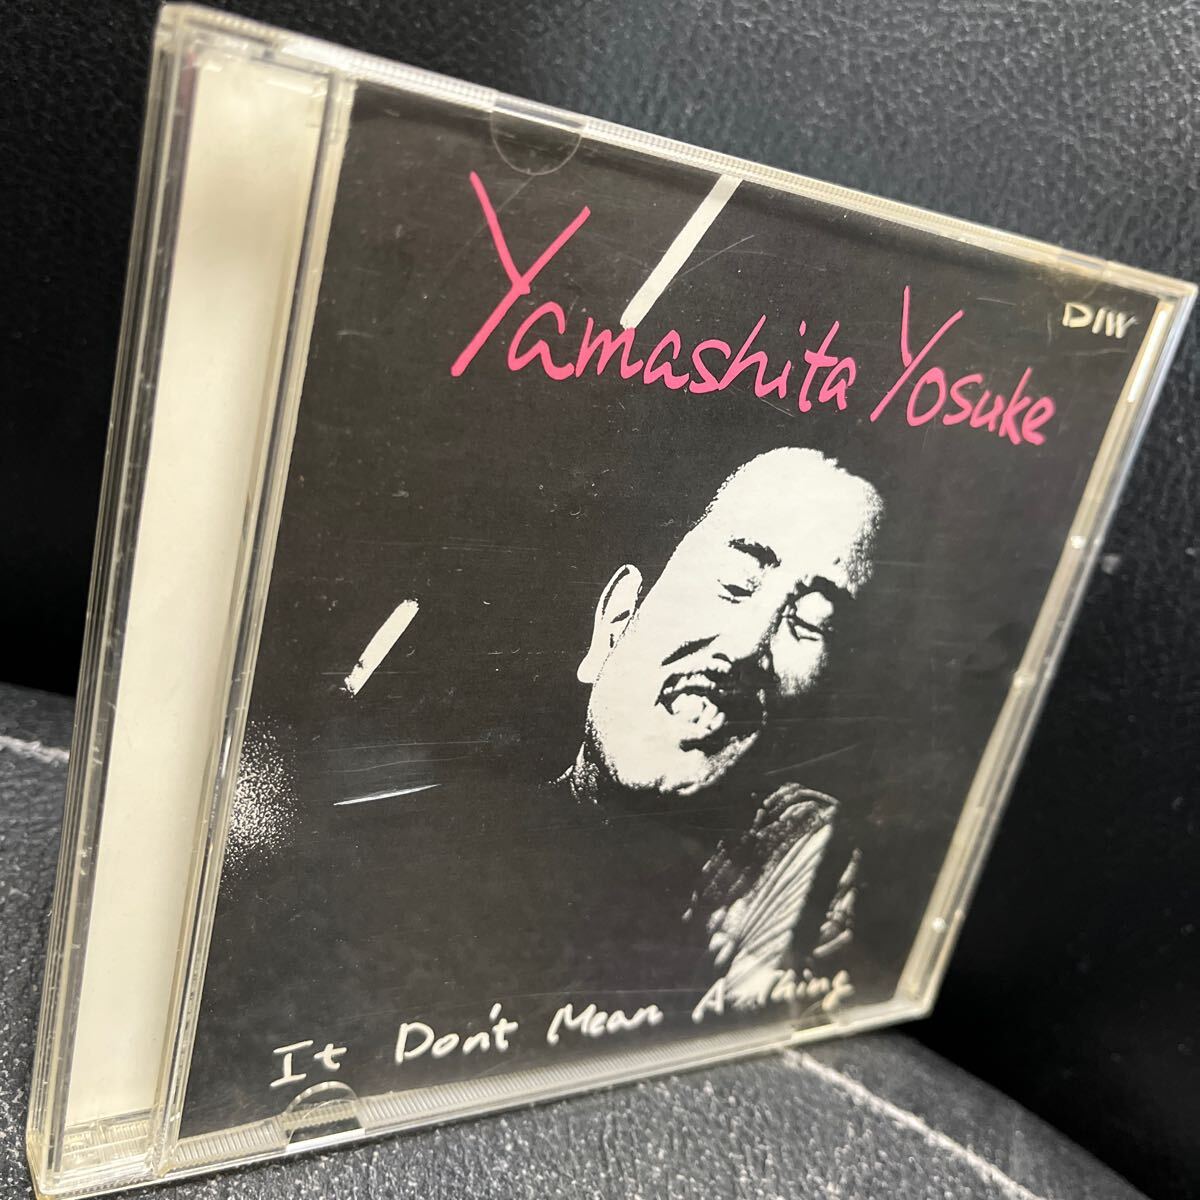 Yamashita Yosuke
DIW
It Don't Mean A Thing